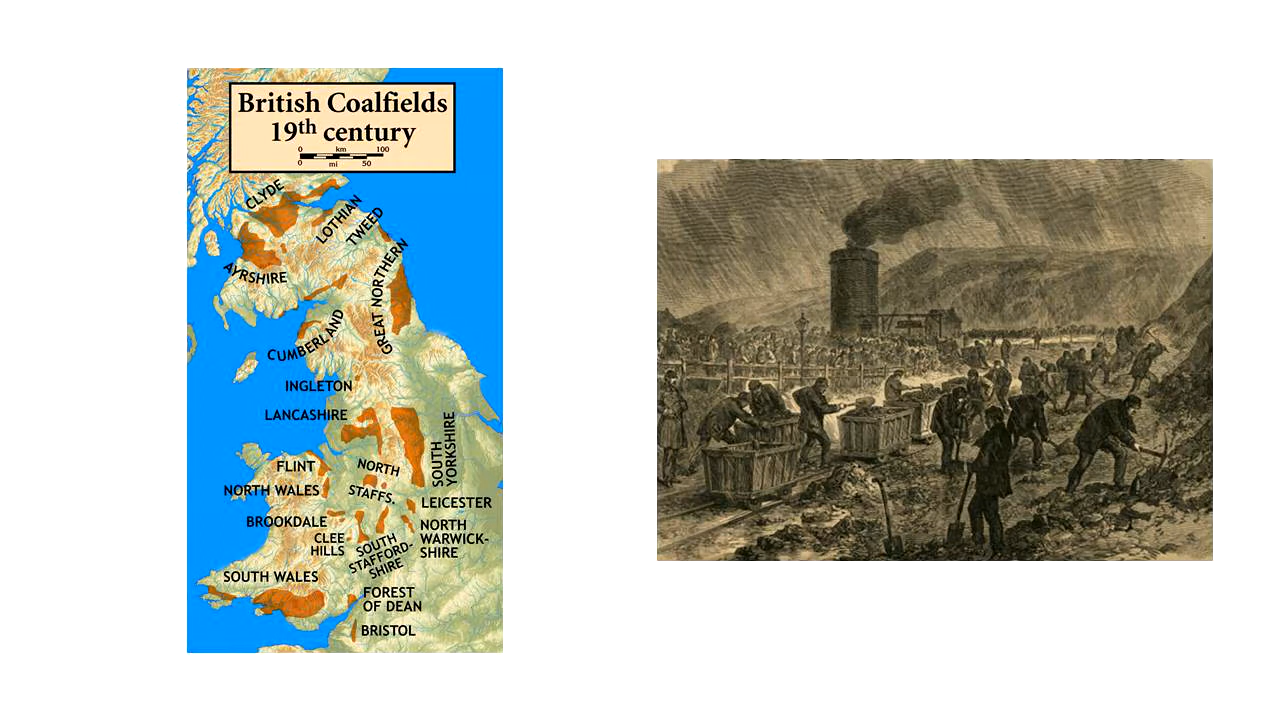 British Coalfields
19th century
0 km 100
0 mi 50
CLYDE
LOTHIAN
TWEED
AYRSHIRE
GREAT NORTHERN
CUMBERLAND
INGLETON
LANCASHIRE
SOUTH
YORKSHIRE
FLINT
NORTH
STAFFS.
NORTH WALES
LEICESTER
BROOKDALE
NORTH
WARWICK-
SHIRE
CLEE
HILLS
SOUTH
STAFFORD-
SHIRE
SOUTH WALES
FOREST
OF DEAN
BRISTOL